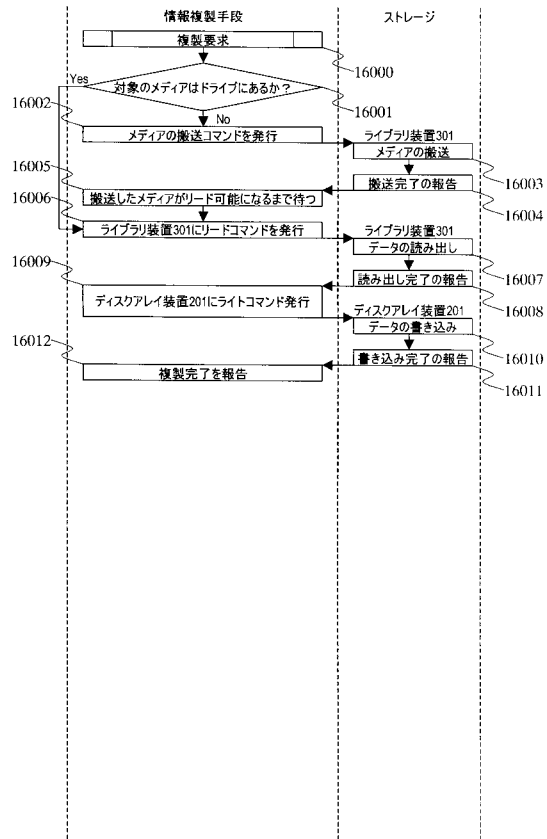 情報複製手段
ストレージ
複製要求
16000
Yes
対象のメディアはドライブにあるか？
16001
16002
No
メディアの搬送コマンドを発行
ライブラリ装置301
メディアの搬送
16003
16005
搬送完了の報告
16004
搬送したメディアがリード可能になるまで待つ
16006
ライブラリ装置301にリードコマンドを発行
ライブラリ装置301
データの読み出し
16007
16009
読み出し完了の報告
16008
ディスクアレイ装置201にライトコマンド発行
ディスクアレイ装置201
データの書き込み
16010
16012
書き込み完了の報告
16011
複製完了を報告